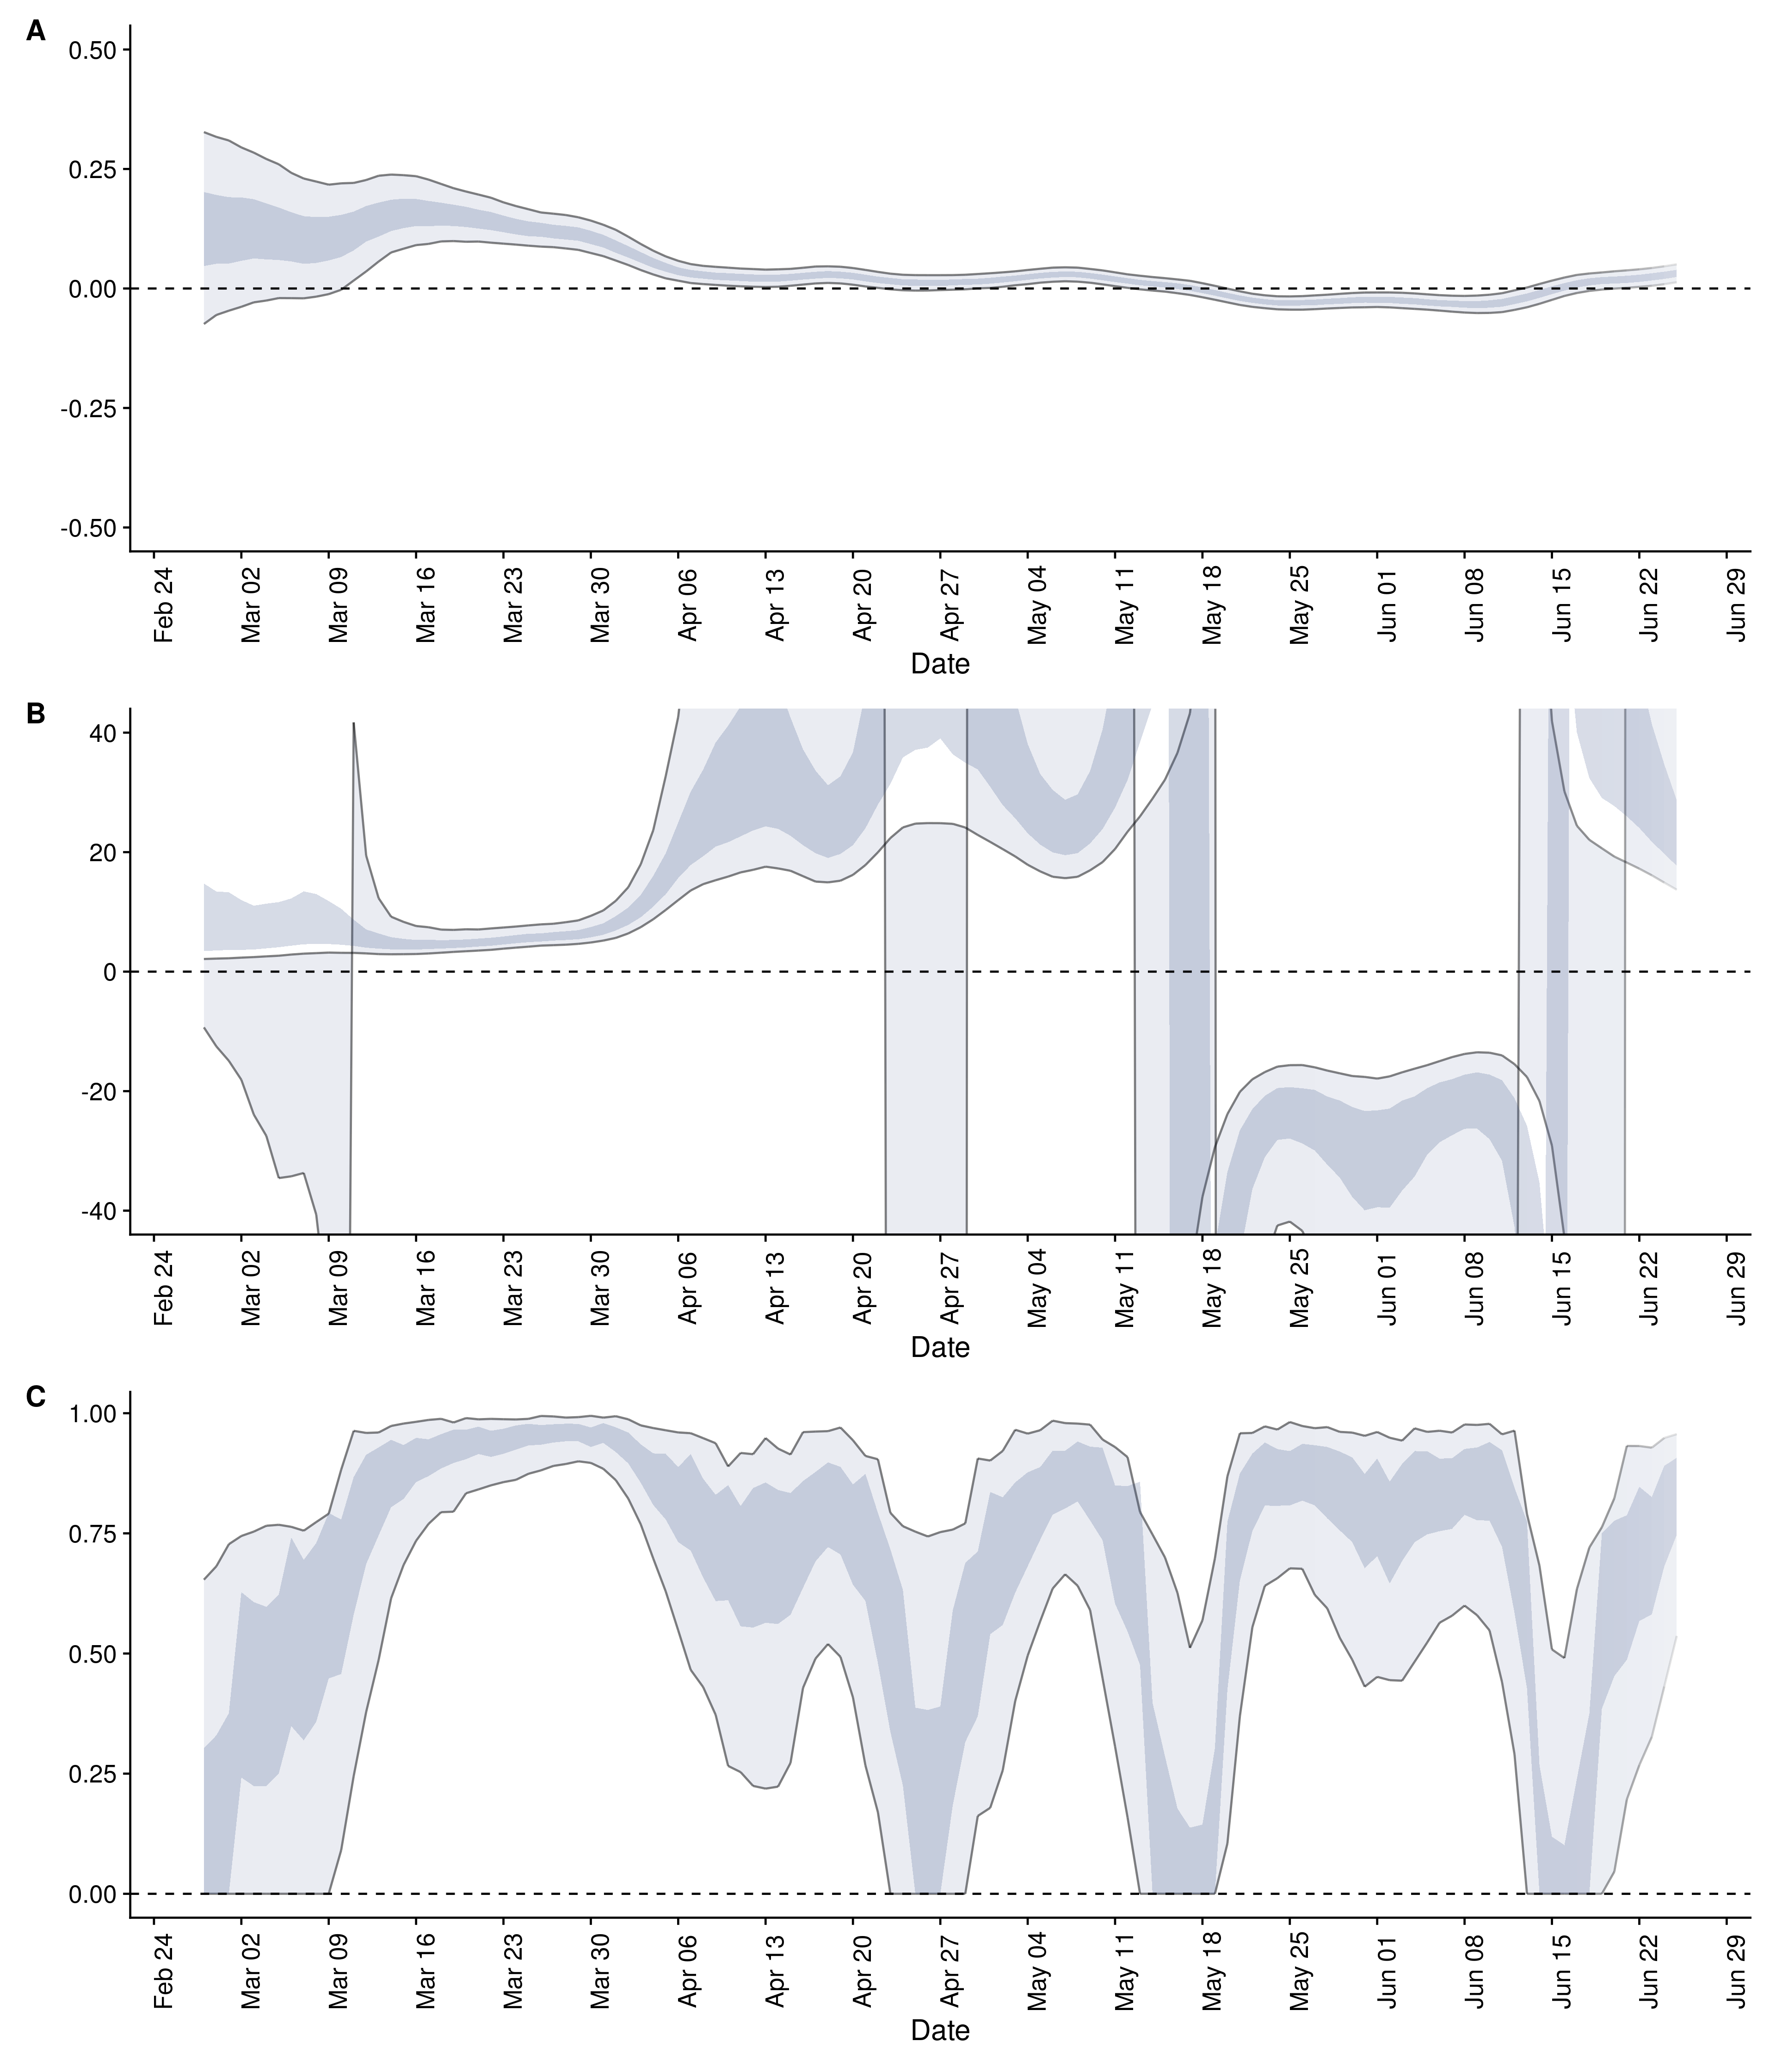 A
0.50
0.25
0.00
-0.25
-0.50
Feb 24
Mar 02
Mar 09
Mar 16
Mar 23
Mar 30
Apr 06
Apr 13
Apr 20
Apr 27
May 04
May 11
May 18
May 25
Jun 01
Jun 08
Jun 15
Jun 22
Jun 29
Date
B
40
20
0
-20
-40
Feb 24
Mar 02
Mar 09
Mar 16
Mar 23
Mar 30
Apr 06
Apr 13
Apr 20
Apr 27
May 04
May 11
May 18
May 25
Jun 01
Jun 08
Jun 15
Jun 22
Jun 29
Date
C
1.00
0.75
0.50
0.25
0.00
Feb 24
Mar 02
Mar 09
Mar 16
Mar 23
Mar 30
Apr 06
Apr 13
Apr 20
Apr 27
May 04
May 11
May 18
May 25
Jun 01
Jun 08
Jun 15
Jun 22
Jun 29
Date